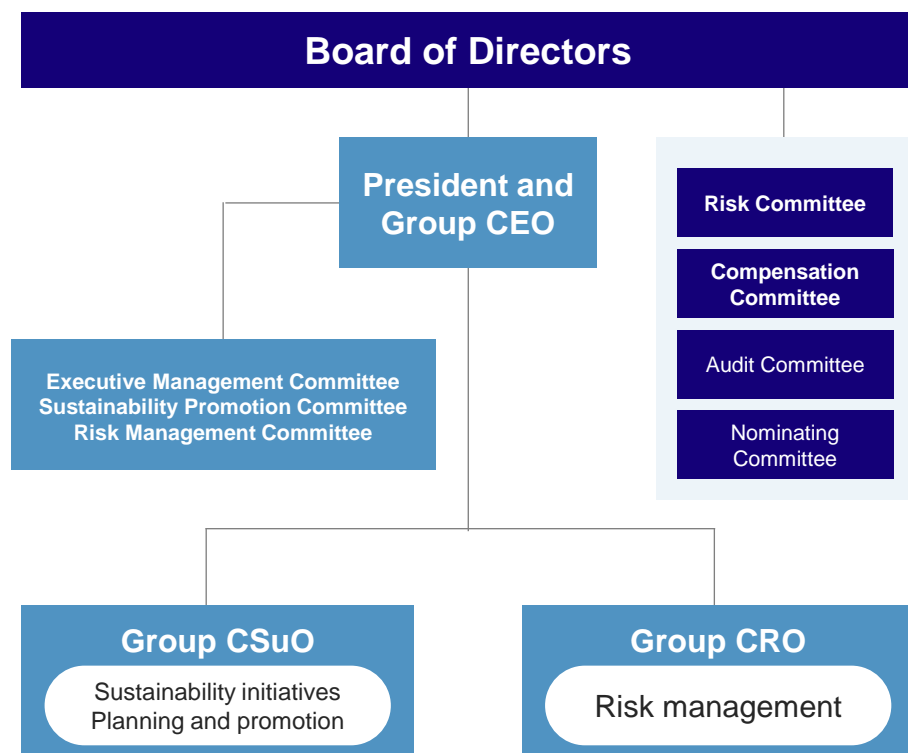 Board of Directors
President and
Group CEO
Risk Committee
Compensation
Committee
Audit Committee
Nominating
Committee
Executive Management Committee
Sustainability Promotion Committee
Risk Management Committee
Group CSuO
Sustainability initiatives
Planning and promotion
Group CRO
Risk management